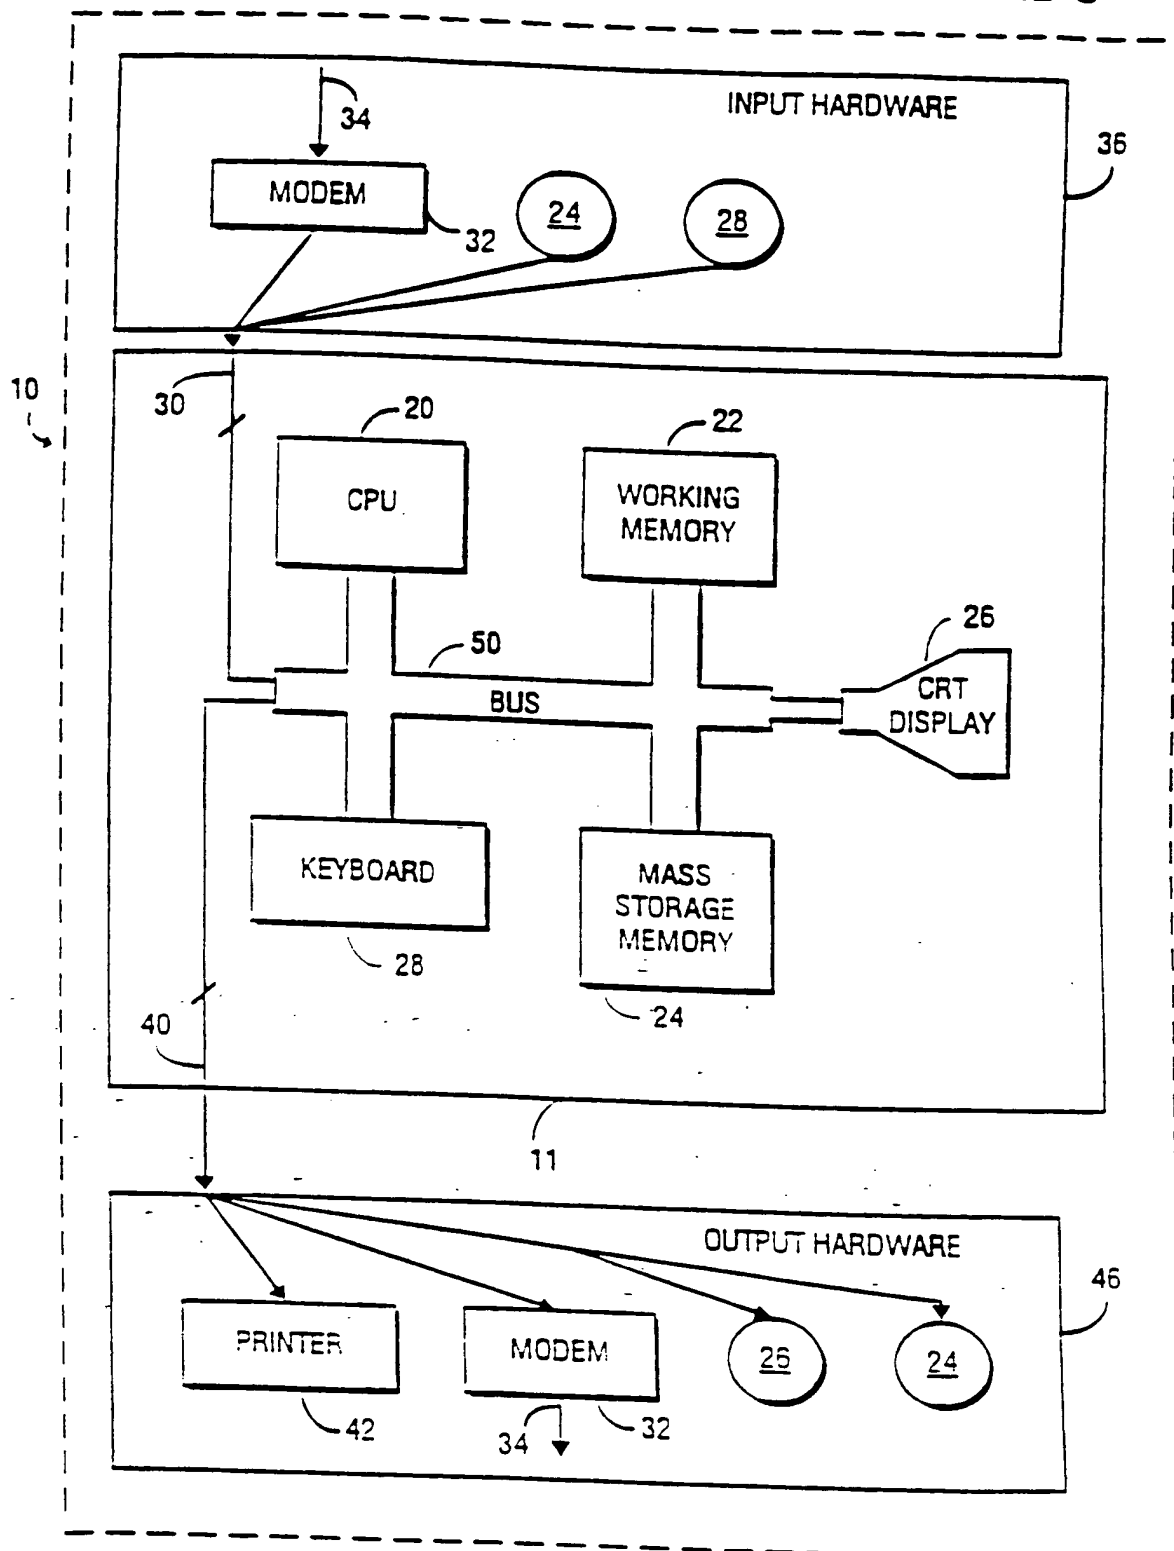 INPUT HARDWARE
34
36
MODEM
32
24
28
10
30
20
22
CPU
WORKING
MEMORY
50
26
BUS
CRT
DISPLAY
KEYBOARD
MASS
STORAGE
MEMORY
28
24
40
11
OUTPUT HARDWARE
46
PRINTER
MODEM
26
24
42
34
32